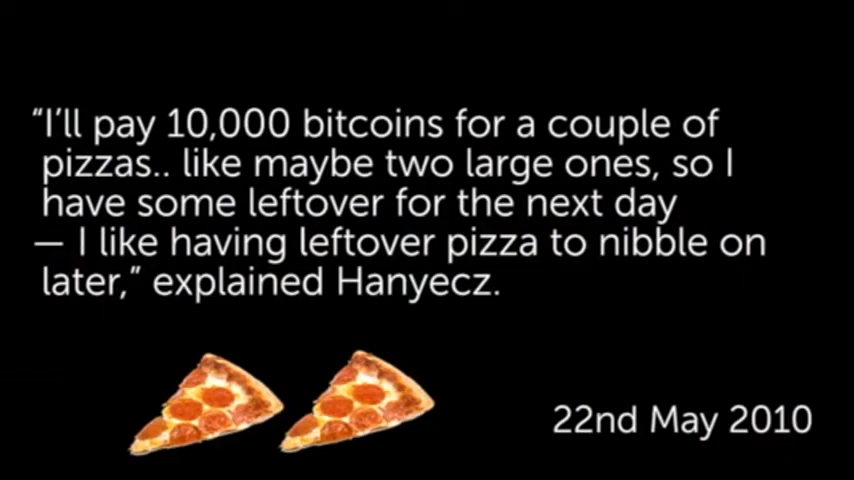 “I’ll pay 10,000 bitcoins for a couple of
pizzas.. like maybe two large ones, so I
have some leftover for the next day
— I like having leftover pizza to nibble on
later,” explained Hanyecz.
22nd May 2010